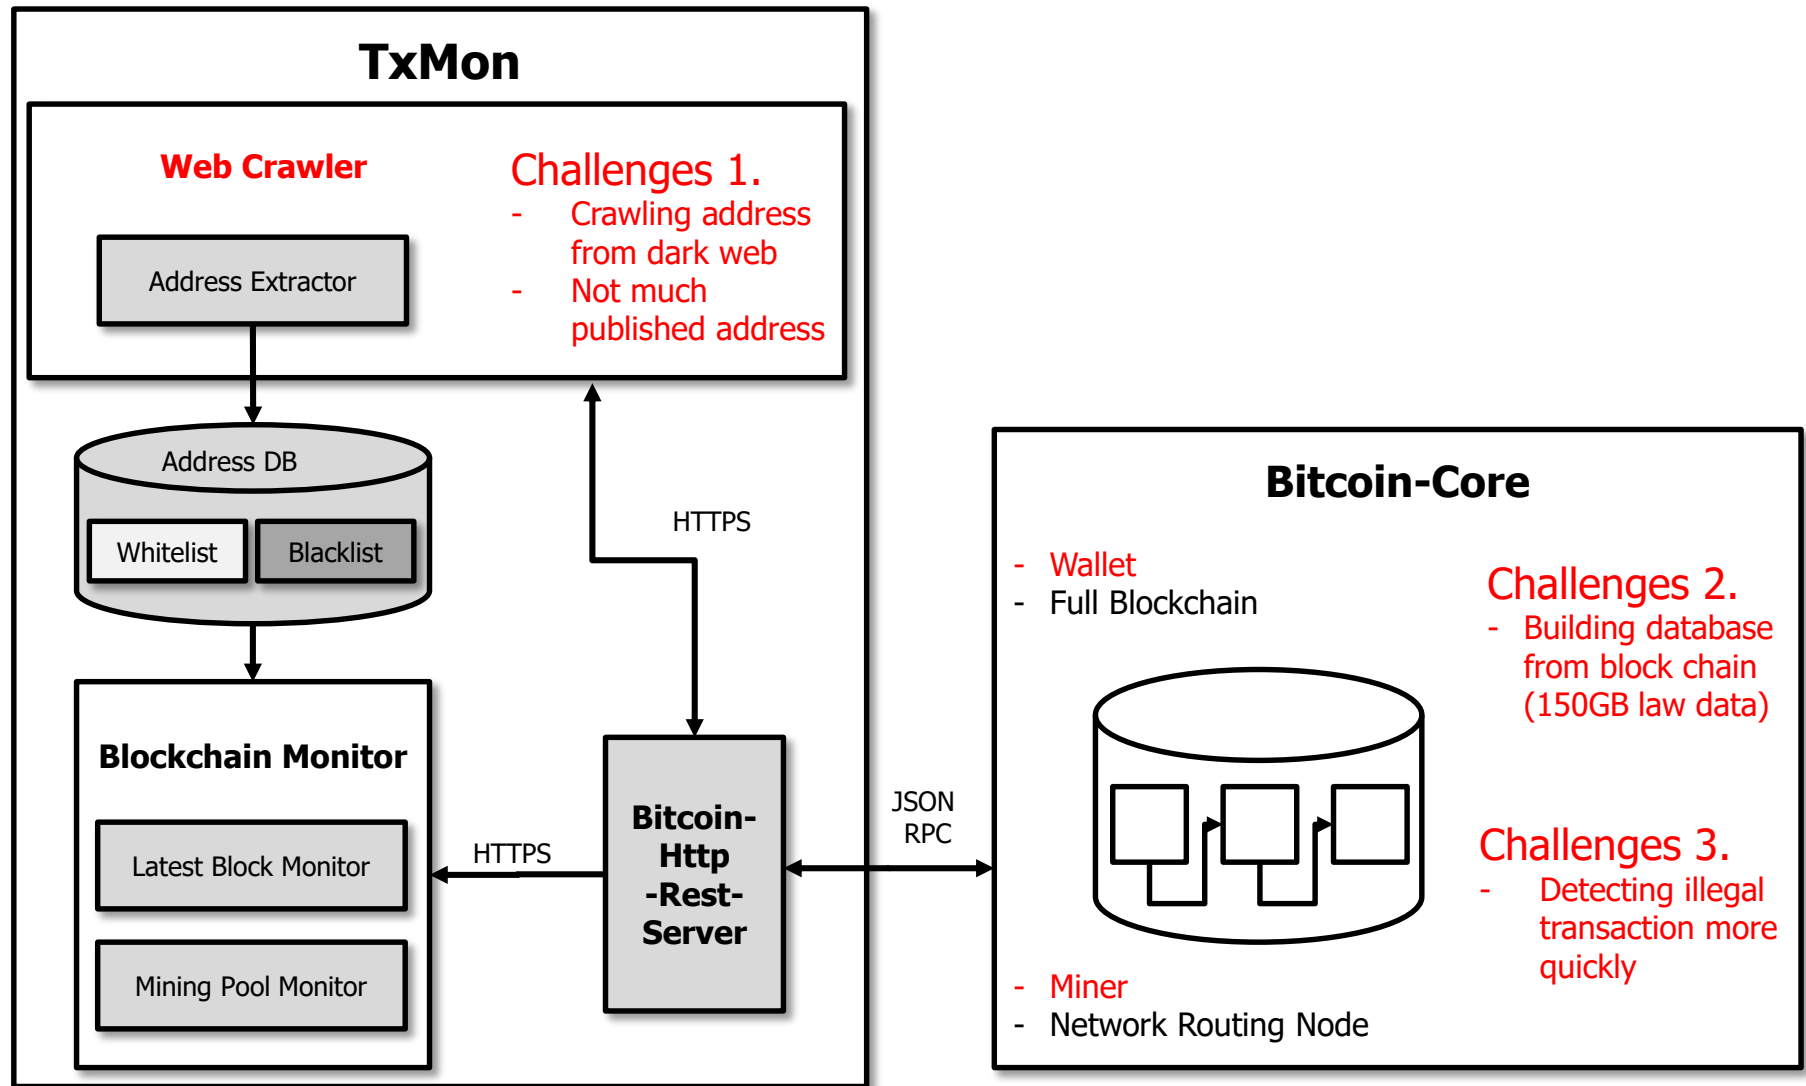 TxMon
Web Crawler
Address Extractor
Challenges 1.
- Crawling address
from dark web
- Not much
published address
Address DB
Whitelist
Blacklist
HTTPS
Blockchain Monitor
Latest Block Monitor
Mining Pool Monitor
HTTPS
Bitcoin-
Http
-Rest-
Server
JSON
RPC
Bitcoin-Core
- Wallet
- Full Blockchain
Challenges 2.
- Building database
from block chain
(150GB law data)
Challenges 3.
- Detecting illegal
transaction more
quickly
- Miner
- Network Routing Node